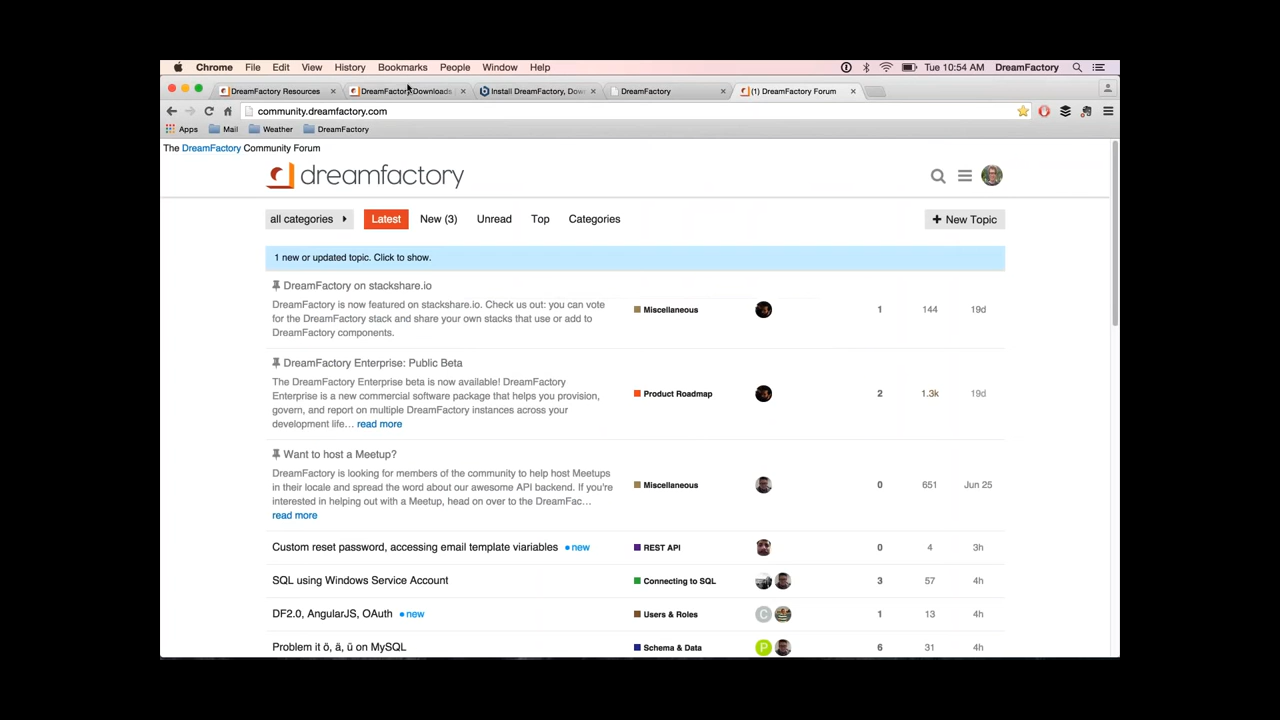 Chrome File Edit View History Bookmarks People Window Help Tue 10:54 AM DreamFactory
DreamFactory Resources DreamFactory Downloads Install DreamFactory, Dow DreamFactory (1) DreamFactory Forum
community.dreamfactory.com
Apps Mail Weather DreamFactory
The DreamFactory Community Forum
dreamfactory
all categories Latest New (3) Unread Top Categories + New Topic
1 new or updated topic. Click to show.
DreamFactory on stackshare.io
DreamFactory is now featured on stackshare.io. Check us out: you can vote
for the DreamFactory stack and share your own stacks that use or add to
DreamFactory components.
Miscellaneous 1 144 19d
DreamFactory Enterprise: Public Beta
The DreamFactory Enterprise beta is now available! DreamFactory
Enterprise is a new commercial software package that helps you provision,
govern, and report on multiple DreamFactory instances across your
development life… read more
Product Roadmap 2 1.3k 19d
Want to host a Meetup?
DreamFactory is looking for members of the community to help host Meetups
in their locale and spread the word about our awesome API backend. If you're
interested in helping out with a Meetup, head on over to the DreamFac…
read more
Miscellaneous 0 651 Jun 25
Custom reset password, accessing email template viariables • new REST API 0 4 3h
SQL using Windows Service Account Connecting to SQL 3 57 4h
DF2.0, AngularJS, OAuth • new Users & Roles C 1 13 4h
Problem it ö, ä, ü on MySQL Schema & Data P 6 31 4h